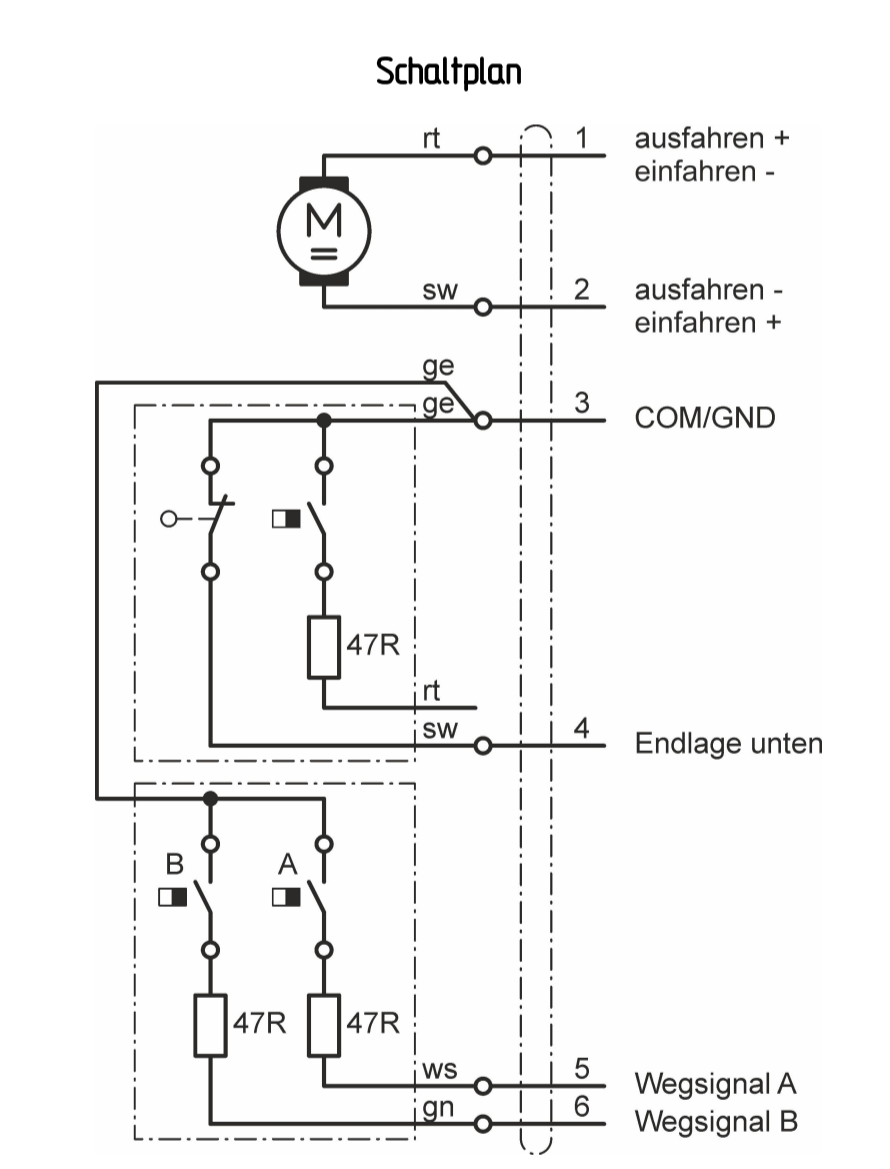 Schaltplan
rt 1 ausfahren +
einfahren -
M
sw 2 ausfahren -
einfahren +
ge
ge 3 COM/GND
47R
rt
sw 4 Endlage unten
B A
47R 47R
ws 5 Wegsignal A
gn 6 Wegsignal B